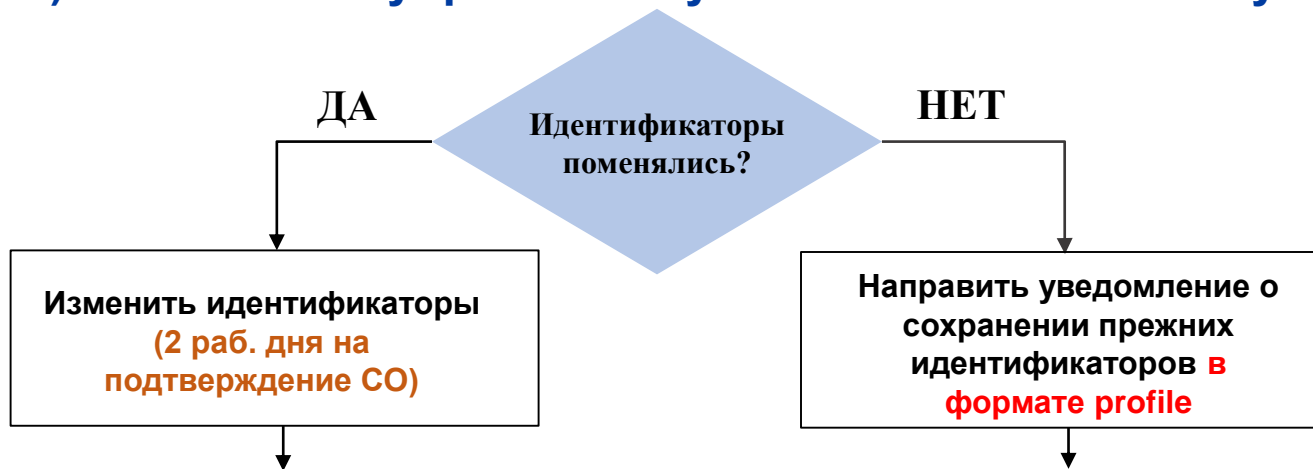 ДА
НЕТ
Идентификаторы
поменялись?
Изменить идентификаторы
(2 раб. дня на
подтверждение СО)
Направить уведомление о
сохранении прежних
идентификаторов в
формате profile